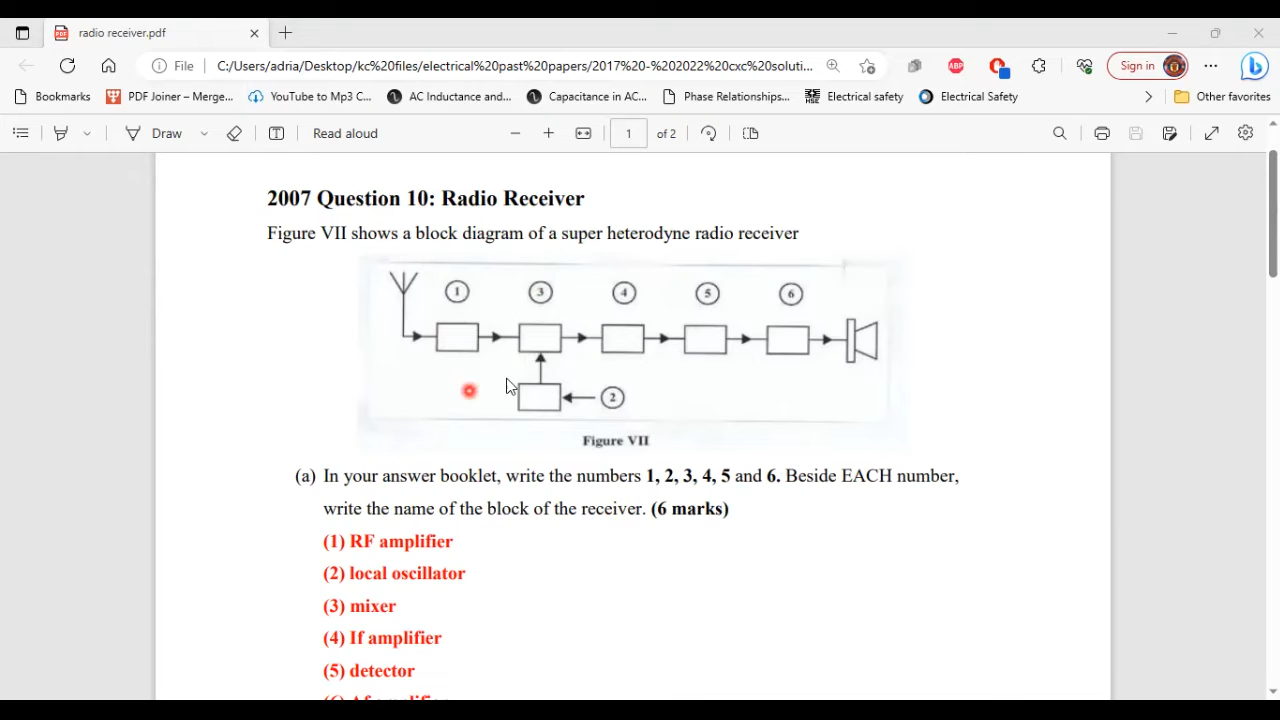 radio receiver.pdf
File C:/Users/adria/Desktop/kc%20files/electrical%20past%20papers/2017%20-%202022%20cxc%20soluti...
ABP
Sign in
Bookmarks PDF Joiner – Merge... YouTube to Mp3 C... AC Inductance and... Capacitance in AC... Phase Relationships... Electrical safety Electrical Safety Other favorites
Draw Read aloud 1 of 2
2007 Question 10: Radio Receiver
Figure VII shows a block diagram of a super heterodyne radio receiver
1 3 4 5 6
2
Figure VII
(a) In your answer booklet, write the numbers 1, 2, 3, 4, 5 and 6. Beside EACH number,
write the name of the block of the receiver. (6 marks)
(1) RF amplifier
(2) local oscillator
(3) mixer
(4) If amplifier
(5) detector
(6) Af amplifier